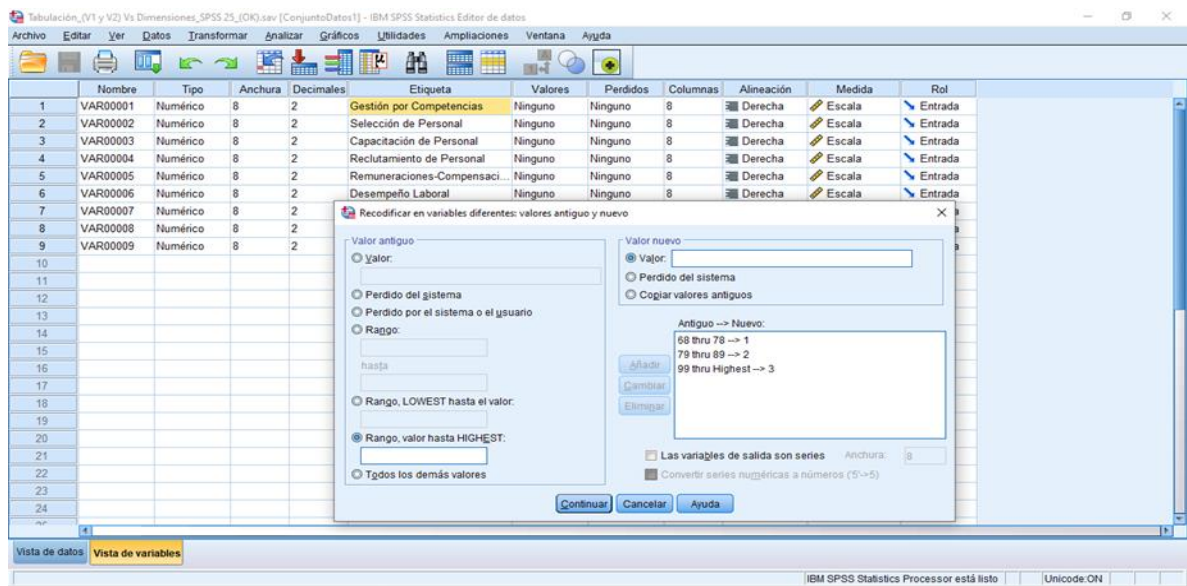 Tabulación_(V1 y V2) Vs Dimensiones_SPSS 25_(OK).sav [ConjuntoDatos1] - IBM SPSS Statistics Editor de datos
Archivo Editar Ver Datos Transformar Analizar Gráficos Utilidades Ampliaciones Ventana Ayuda
Nombre Tipo Anchura Decimales Etiqueta Valores Perdidos Columnas Alineación Medida Rol
1 VAR00001 Numérico 8 2 Gestión por Competencias Ninguno Ninguno 8 Derecha Escala Entrada
2 VAR00002 Numérico 8 2 Selección de Personal Ninguno Ninguno 8 Derecha Escala Entrada
3 VAR00003 Numérico 8 2 Capacitación de Personal Ninguno Ninguno 8 Derecha Escala Entrada
4 VAR00004 Numérico 8 2 Reclutamiento de Personal Ninguno Ninguno 8 Derecha Escala Entrada
5 VAR00005 Numérico 8 2 Remuneraciones-Compensaci... Ninguno Ninguno 8 Derecha Escala Entrada
6 VAR00006 Numérico 8 2 Desempeño Laboral Ninguno Ninguno 8 Derecha Escala Entrada
7 VAR00007 Numérico 8 2
8 VAR00008 Numérico 8 2
9 VAR00009 Numérico 8 2
10
11
12
13
14
15
16
17
18
19
20
21
22
23
24
Recodificar en variables diferentes: valores antiguo y nuevo
Valor antiguo
Valor:
Perdido del sistema
Perdido por el sistema o el usuario
Rango:
hasta
Rango, LOWEST hasta el valor:
Rango, valor hasta HIGHEST:
Todos los demás valores
Valor nuevo
Valor:
Perdido del sistema
Copiar valores antiguos
Antiguo --> Nuevo:
68 thru 78 --> 1
79 thru 89 --> 2
99 thru Highest --> 3
Añadir
Cambiar
Eliminar
Las variables de salida son series Anchura: 8
Convertir series numéricas a números ('5'->5)
Continuar Cancelar Ayuda
Vista de datos Vista de variables
IBM SPSS Statistics Processor está listo Unicode:ON